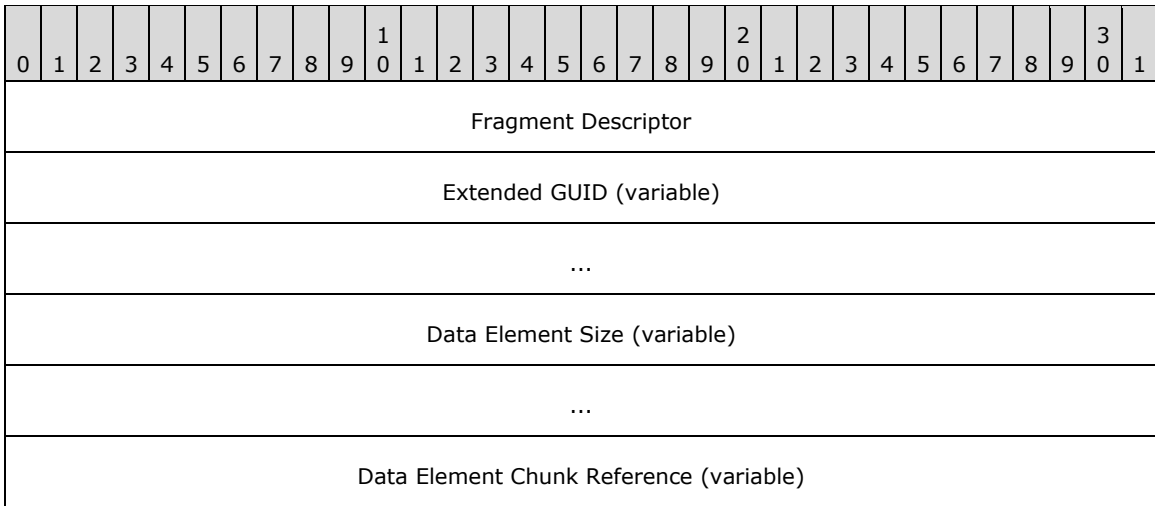 1 2 3
0 1 2 3 4 5 6 7 8 9 0 1 2 3 4 5 6 7 8 9 0 1 2 3 4 5 6 7 8 9 0 1
Fragment Descriptor
Extended GUID (variable)
...
Data Element Size (variable)
...
Data Element Chunk Reference (variable)